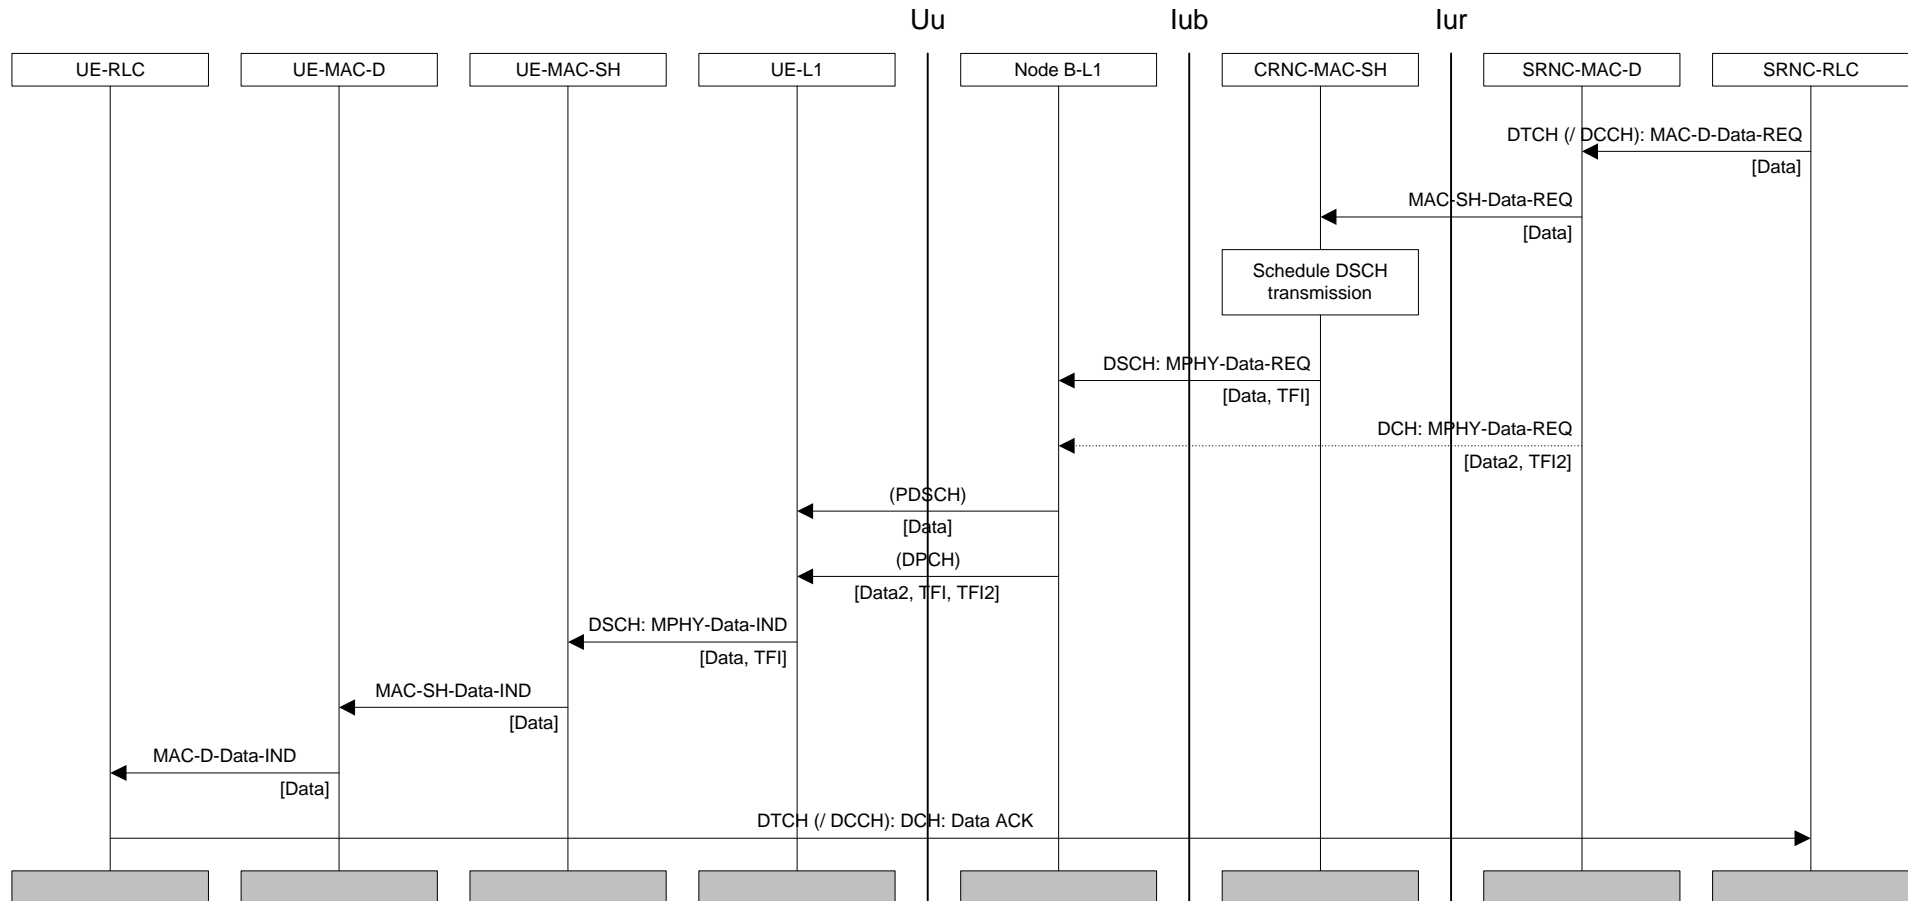 Uu Iub Iur
UE-RLC UE-MAC-D UE-MAC-SH UE-L1 Node B-L1 CRNC-MAC-SH SRNC-MAC-D SRNC-RLC
DTCH (/ DCCH): MAC-D-Data-REQ
[Data]
MAC-SH-Data-REQ
[Data]
Schedule DSCH
transmission
DSCH: MPHY-Data-REQ
[Data, TFI]
DCH: MPHY-Data-REQ
[Data2, TFI2]
(PDSCH)
[Data]
(DPCH)
[Data2, TFI, TFI2]
DSCH: MPHY-Data-IND
[Data, TFI]
MAC-SH-Data-IND
[Data]
MAC-D-Data-IND
[Data]
DTCH (/ DCCH): DCH: Data ACK